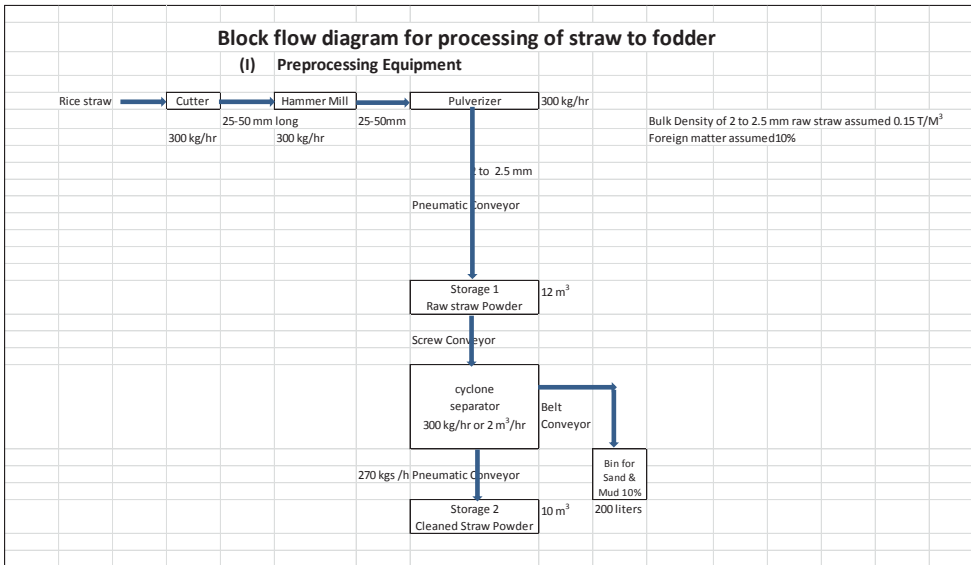 Block flow diagram for processing of straw to fodder
(I) Preprocessing Equipment
Rice straw
Cutter
Hammer Mill
Pulverizer
300 kg/hr
25-50 mm long
25-50mm
Bulk Density of 2 to 2.5 mm raw straw assumed 0.15 T/M³
300 kg/hr
300 kg/hr
Foreign matter assumed10%
2 to 2.5 mm
Pneumatic Conveyor
Storage 1
12 m³
Raw straw Powder
Screw Conveyor
cyclone
separator
300 kg/hr or 2 m³/hr
Belt
Conveyor
Bin for
Sand &
Mud 10%
200 liters
270 kgs /h Pneumatic Conveyor
Storage 2
10 m³
Cleaned Straw Powder